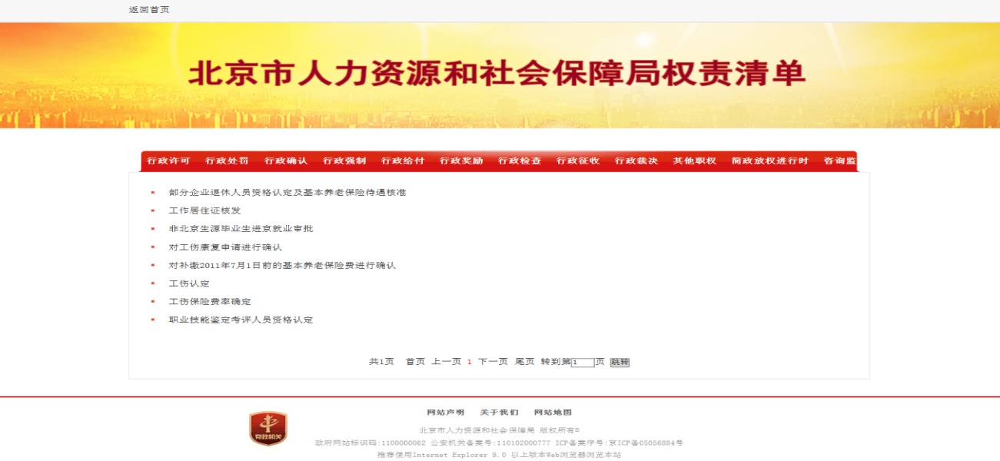 返回首页
北京市人力资源和社会保障局权责清单
行政许可 行政处罚 行政确认 行政强制 行政给付 行政奖励 行政检查 行政征收 行政裁决 其他职权 简政放权进行时 咨询监
部分企业退休人员资格认定及基本养老保险待遇核准
工作居住证核发
非北京生源毕业生进京就业审批
对工伤康复申请进行确认
对补缴2011年7月1日前的基本养老保险费进行确认
工伤认定
工伤保险费率确定
职业技能鉴定考评人员资格认定
共1页 首页 上一页 1 下一页 尾页 转到第1页 跳转
网站声明 关于我们 网站地图
北京市人力资源和社会保障局 版权所有©
党政机关
政府网站标识码:1100000062 公安机关备案号:110102000777 ICP备案序号:京ICP备05056884号
推荐使用Internet Explorer 8.0 以上版本Web浏览器浏览本站